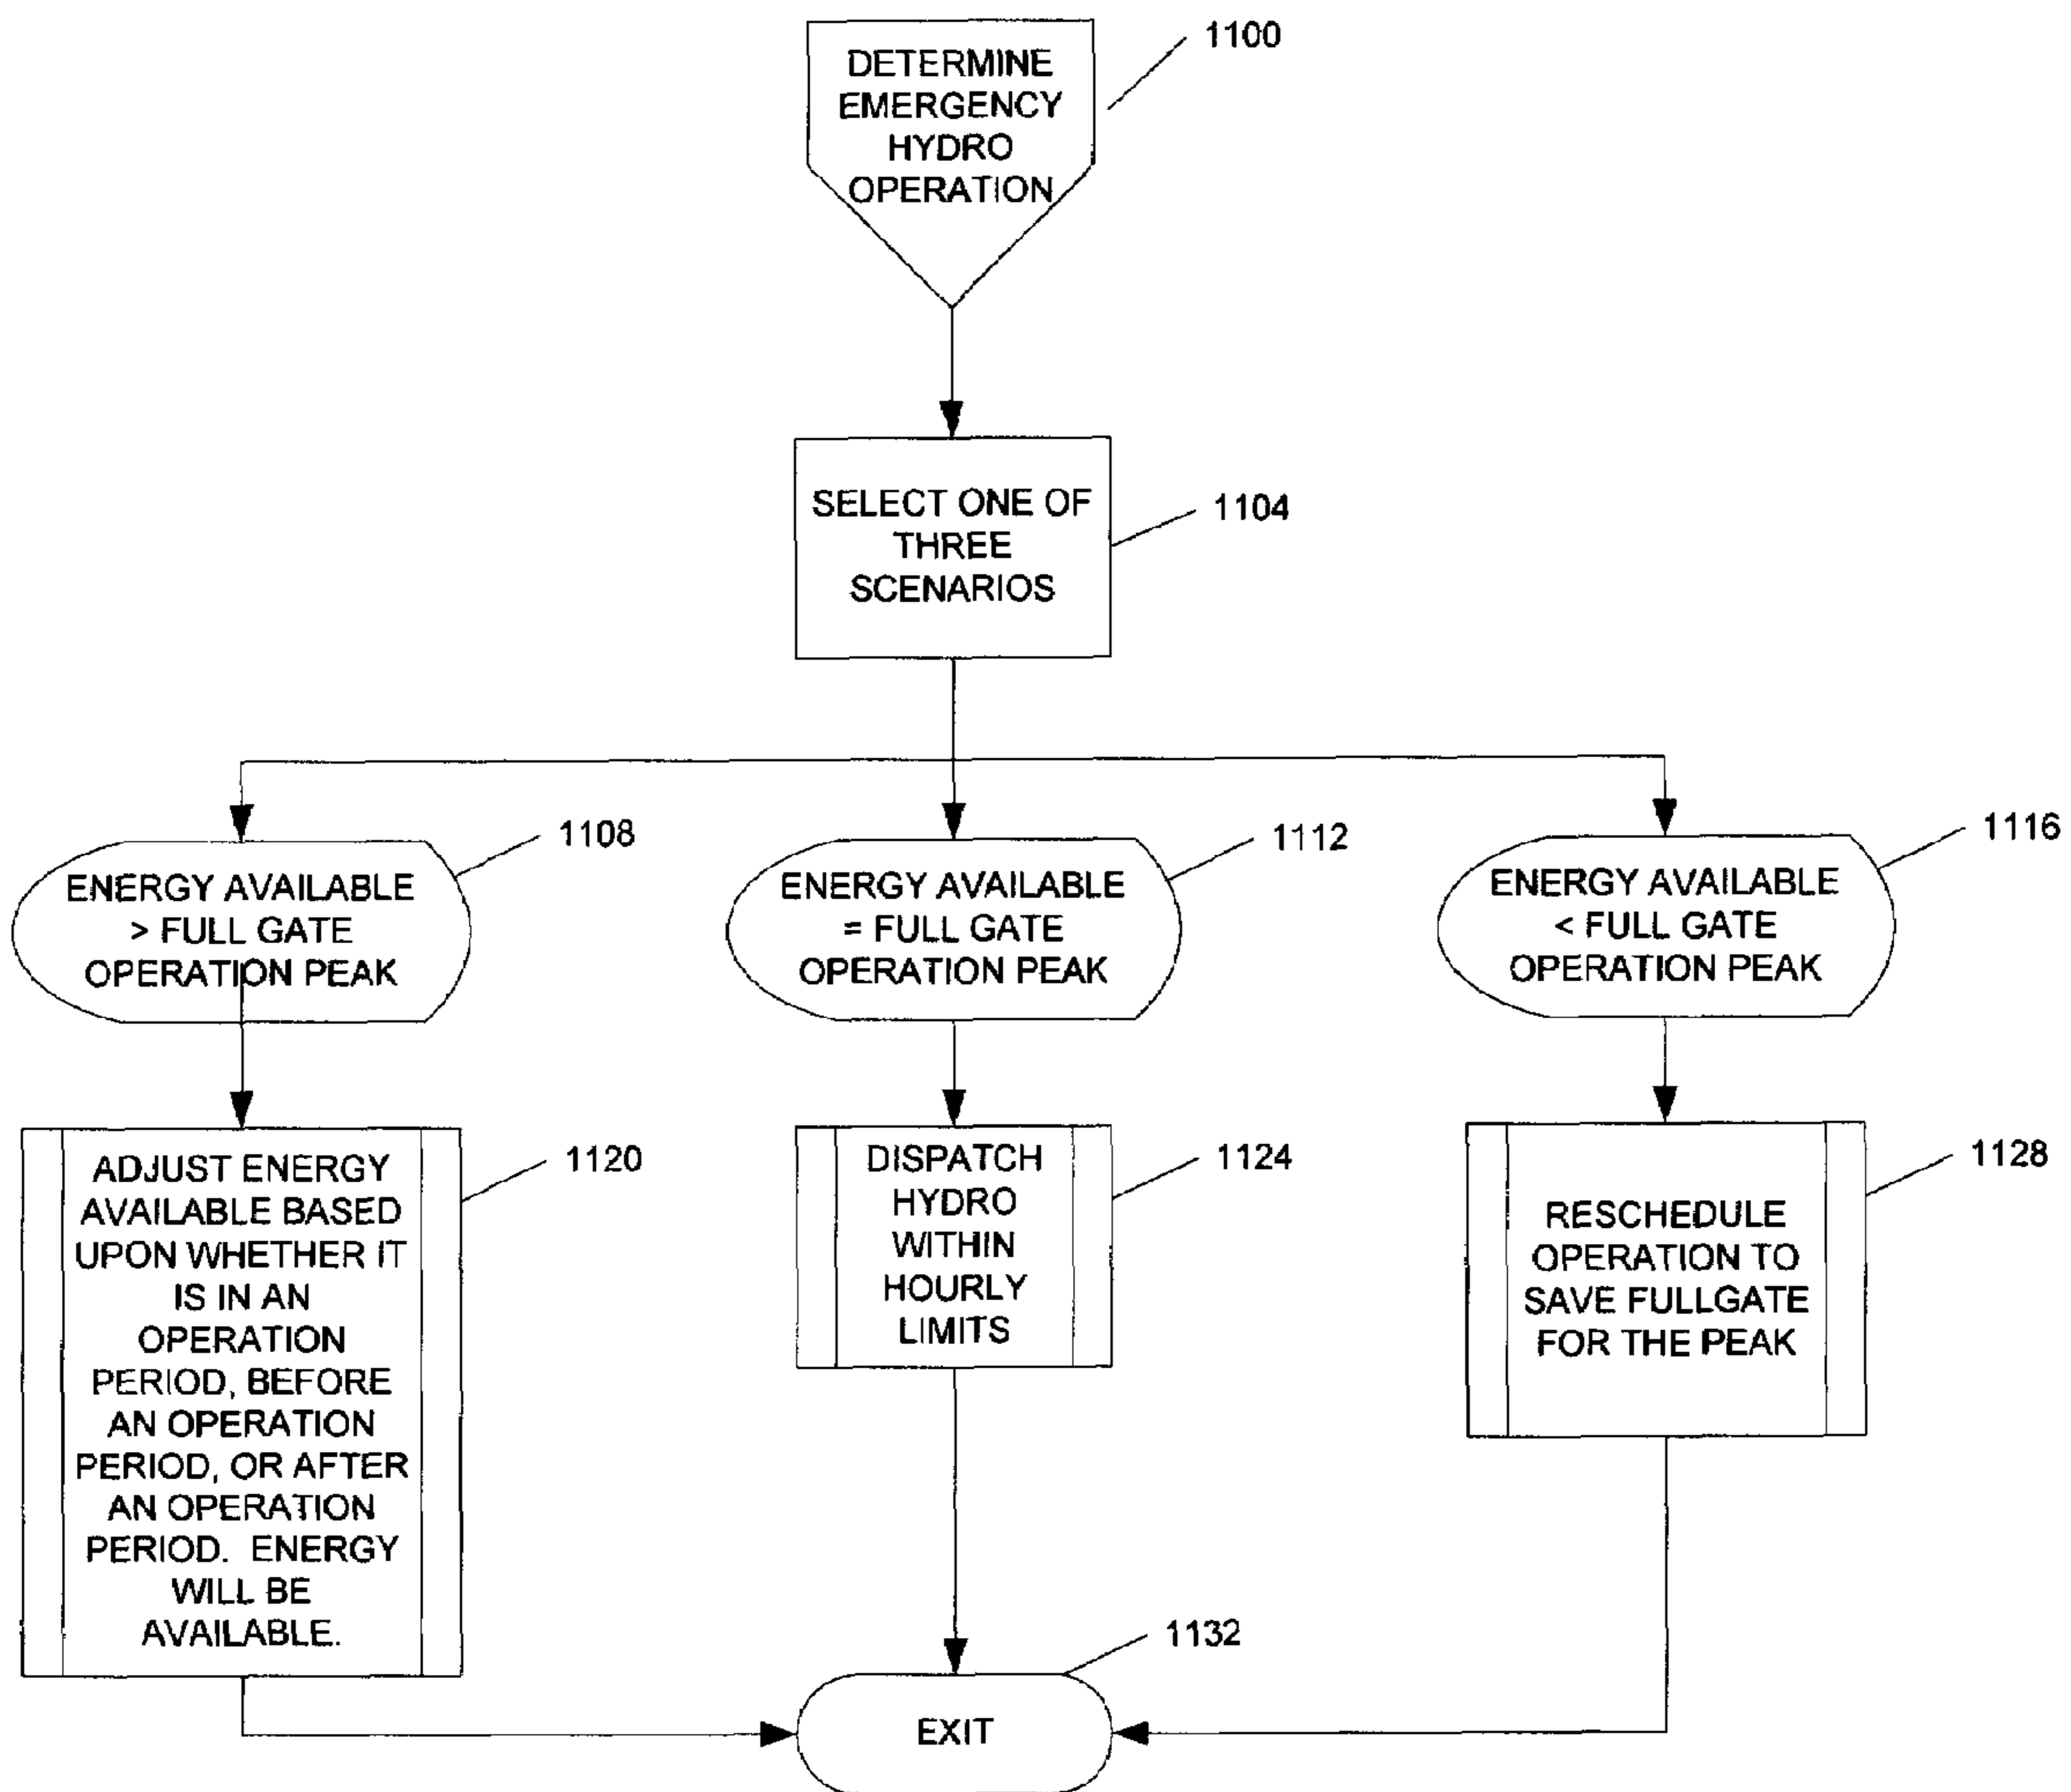 DETERMINE
EMERGENCY
HYDRO
OPERATION
1100
SELECT ONE OF
THREE
SCENARIOS
1104
ENERGY AVAILABLE
> FULL GATE
OPERATION PEAK
1108
ENERGY AVAILABLE
= FULL GATE
OPERATION PEAK
1112
ENERGY AVAILABLE
< FULL GATE
OPERATION PEAK
1116
ADJUST ENERGY
AVAILABLE BASED
UPON WHETHER IT
IS IN AN
OPERATION
PERIOD, BEFORE
AN OPERATION
PERIOD, OR AFTER
AN OPERATION
PERIOD. ENERGY
WILL BE
AVAILABLE.
1120
DISPATCH
HYDRO
WITHIN
HOURLY
LIMITS
1124
RESCHEDULE
OPERATION TO
SAVE FULLGATE
FOR THE PEAK
1128
EXIT
1132